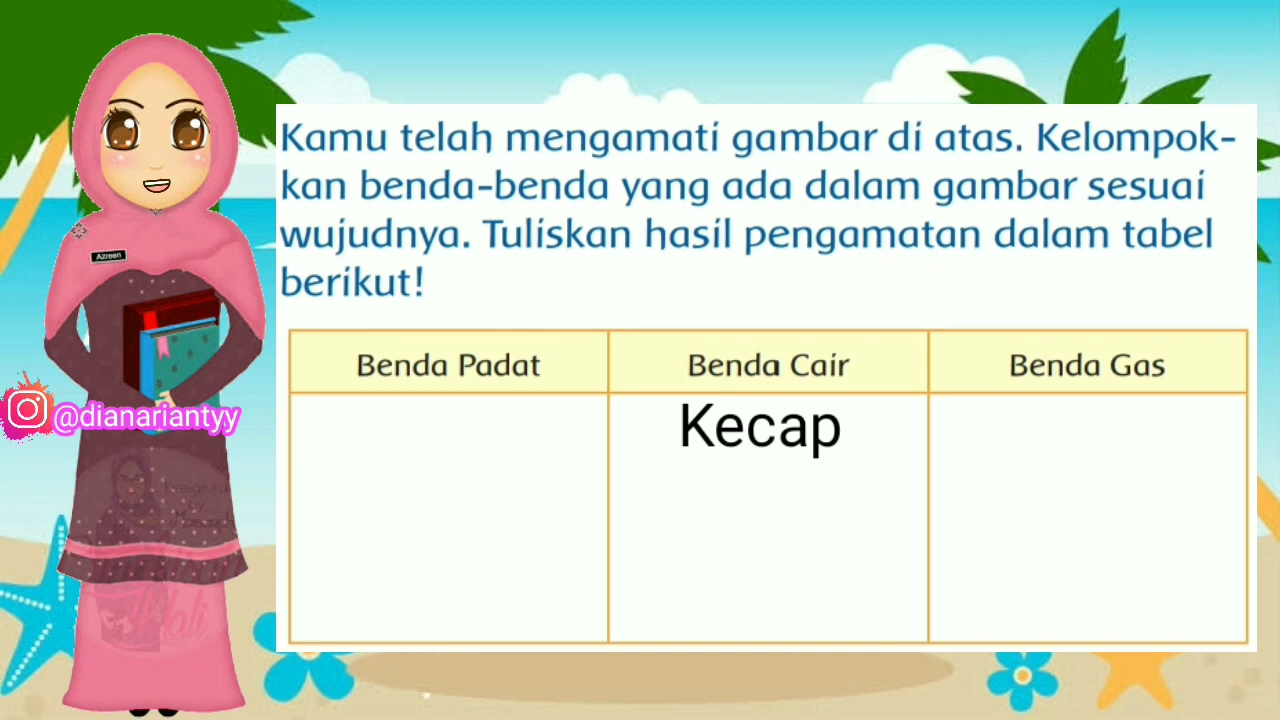 Kamu telah mengamati gambar di atas. Kelompok-
kan benda-benda yang ada dalam gambar sesuai
wujudnya. Tuliskan hasil pengamatan dalam tabel
berikut!
Benda Padat
Benda Cair
Benda Gas
Kecap
Azreen
@dianariantyy